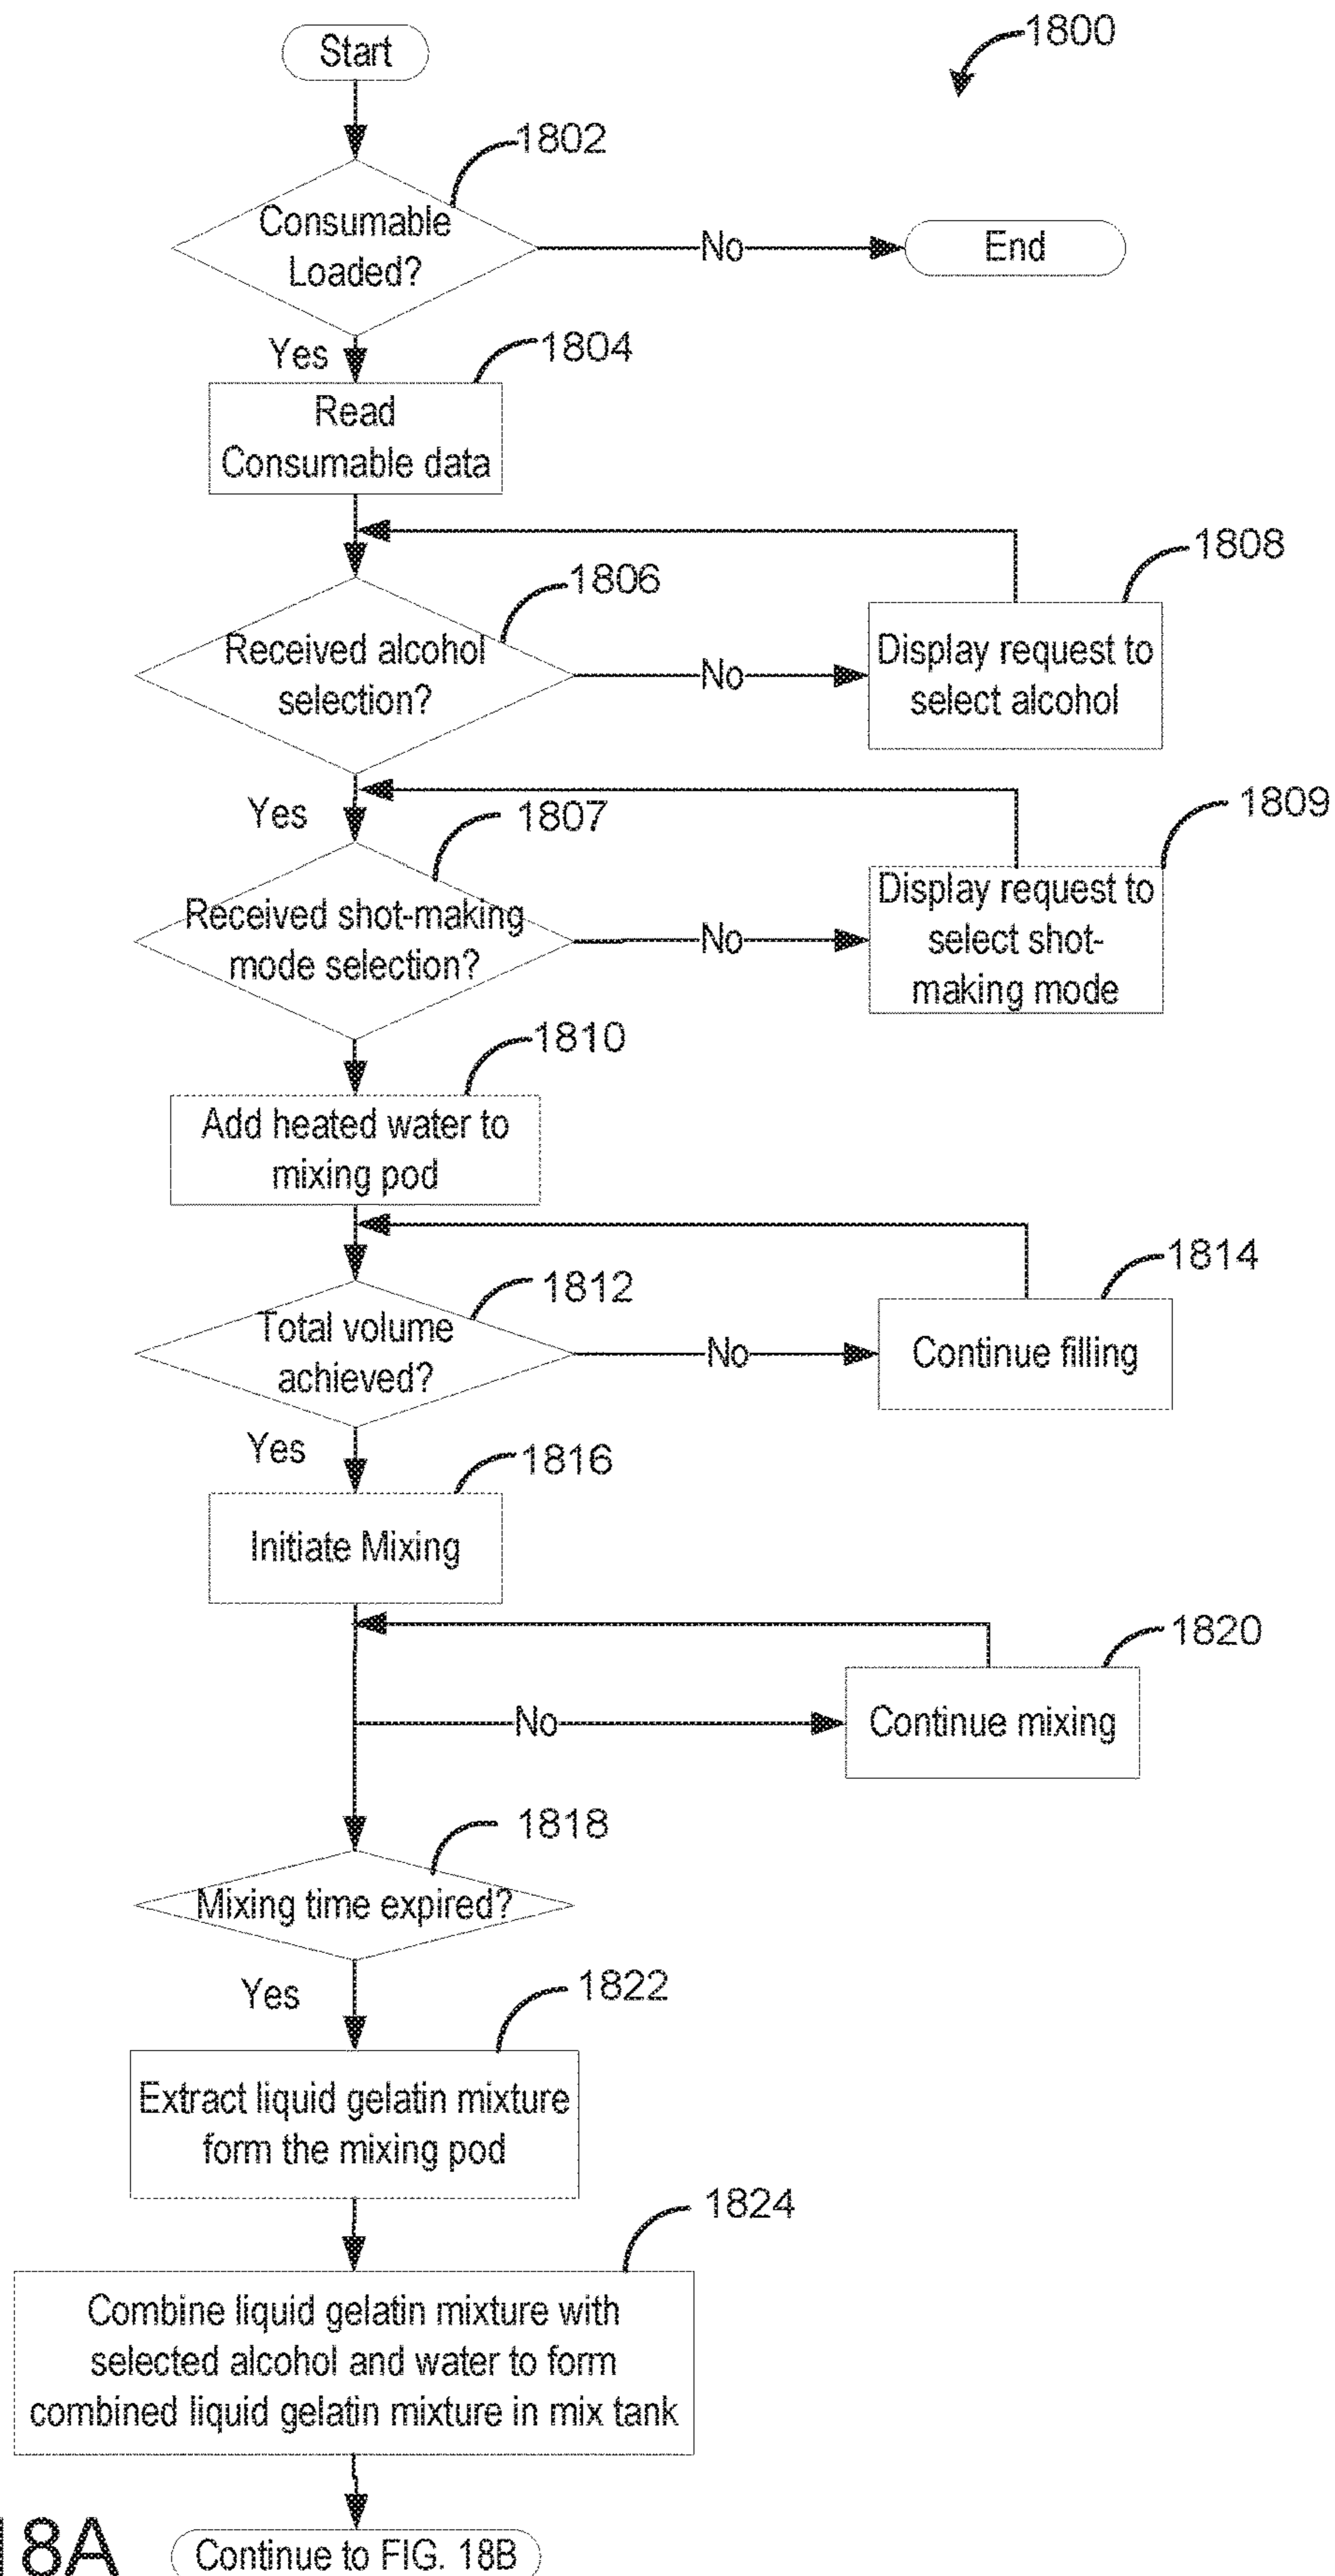 Start
1800
1802
Consumable
Loaded?
No
End
Yes
1804
Read
Consumable data
1808
1806
Received alcohol
selection?
No
Display request to
select alcohol
Yes
1807
1809
Received shot-making
mode selection?
No
Display request to
select shot-
making mode
1810
Add heated water to
mixing pod
1814
1812
Total volume
achieved?
No
Continue filling
Yes
1816
Initiate Mixing
1820
No
Continue mixing
1818
Mixing time expired?
Yes
1822
Extract liquid gelatin mixture
form the mixing pod
1824
Combine liquid gelatin mixture with
selected alcohol and water to form
combined liquid gelatin mixture in mix tank
18A
Continue to FIG. 18B